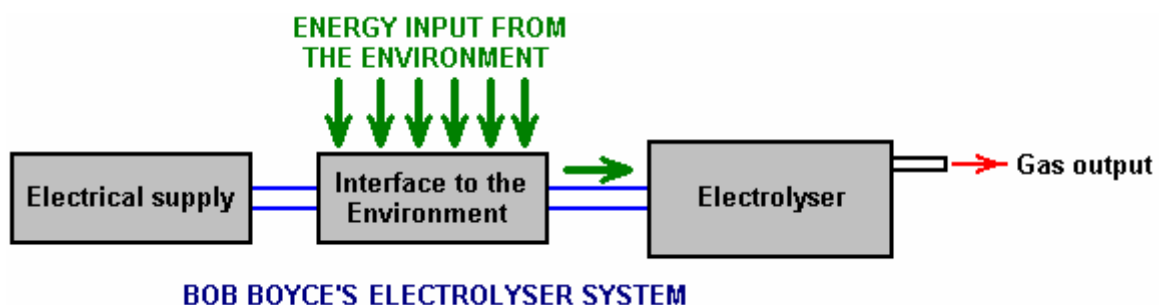 ENERGY INPUT FROM
THE ENVIRONMENT
Electrical supply
Interface to the
Environment
Electrolyser
Gas output
BOB BOYCE'S ELECTROLYSER SYSTEM